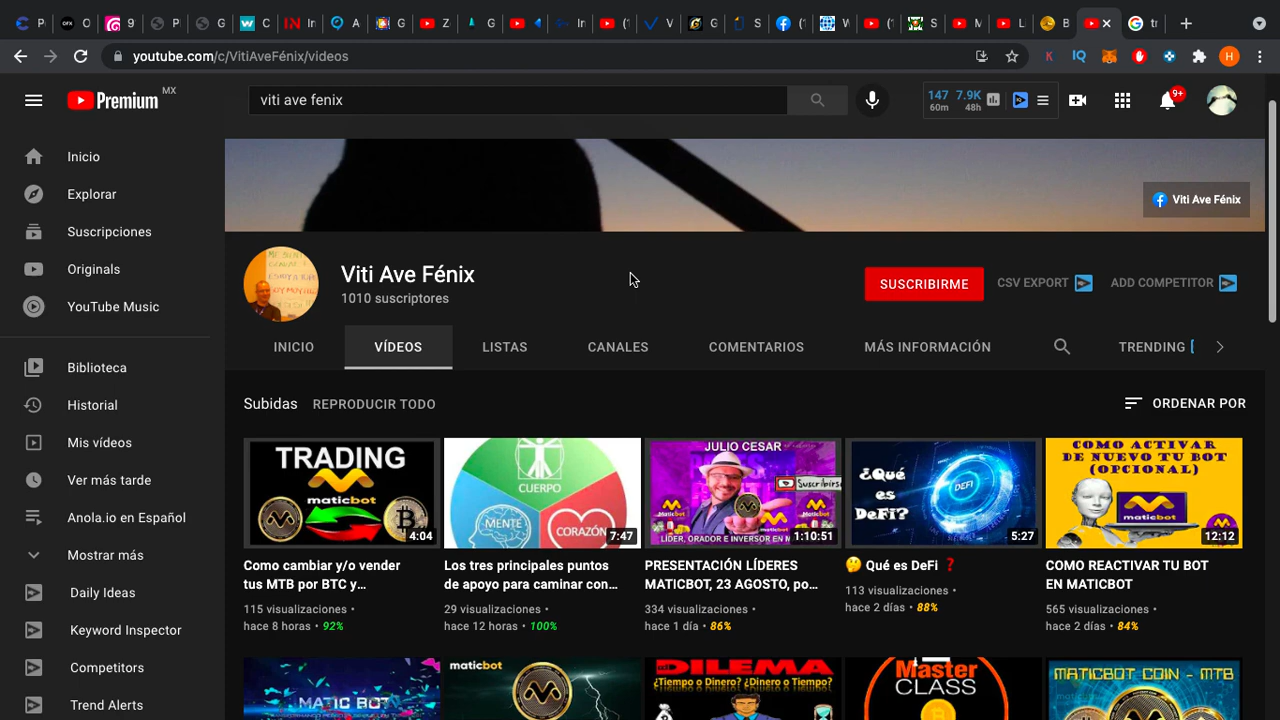 youtube.com/c/VitiAveFénix/videos
Premium MX
viti ave fenix
147 7.9K
60m 48h
9+
Inicio
Explorar
Suscripciones
Originals
YouTube Music
Biblioteca
Historial
Mis vídeos
Ver más tarde
Anola.io en Español
Mostrar más
Daily Ideas
Keyword Inspector
Competitors
Trend Alerts
Viti Ave Fénix
Viti Ave Fénix
1010 suscriptores
SUSCRIBIRME
CSV EXPORT
ADD COMPETITOR
INICIO
VÍDEOS
LISTAS
CANALES
COMENTARIOS
MÁS INFORMACIÓN
TRENDING [
Subidas
REPRODUCIR TODO
ORDENAR POR
TRADING
maticbot
4:04
Como cambiar y/o vender
tus MTB por BTC y…
115 visualizaciones •
hace 8 horas • 92%
CUERPO
MENTE
CORAZÓN
7:47
Los tres principales puntos
de apoyo para caminar con…
29 visualizaciones •
hace 12 horas • 100%
JULIO CESAR
Suscribirse
maticbot
LÍDER, ORADOR E INVERSOR EN M
1:10:51
PRESENTACIÓN LÍDERES
MATICBOT, 23 AGOSTO, po…
334 visualizaciones •
hace 1 día • 86%
¿Qué
es
DeFi?
DEFI
5:27
🤔 Qué es DeFi ❓
113 visualizaciones •
hace 2 días • 88%
COMO ACTIVAR
DE NUEVO TU BOT
(OPCIONAL)
maticbot
12:12
COMO REACTIVAR TU BOT
EN MATICBOT
565 visualizaciones •
hace 2 días • 84%
MATIC BOT
maticbot
DILEMA
¿Tiempo o Dinero? ¿Dinero o Tiempo?
Master
CLASS
MATICBOT COIN - MTB